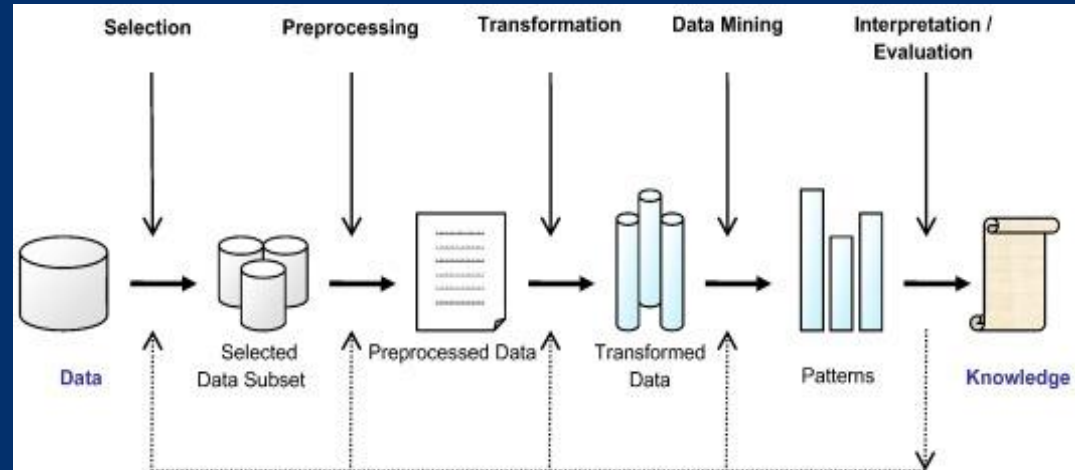 Selection
Preprocessing
Transformation
Data Mining
Interpretation /
Evaluation
Data
Selected
Data Subset
Preprocessed Data
Transformed
Data
Patterns
Knowledge